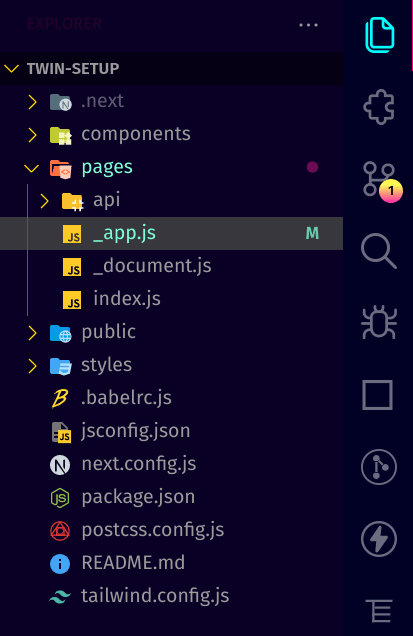 EXPLORER
TWIN-SETUP
.next
components
pages
api
_app.js M
_document.js
index.js
public
styles
.babelrc.js
jsconfig.json
next.config.js
package.json
postcss.config.js
README.md
tailwind.config.js
1